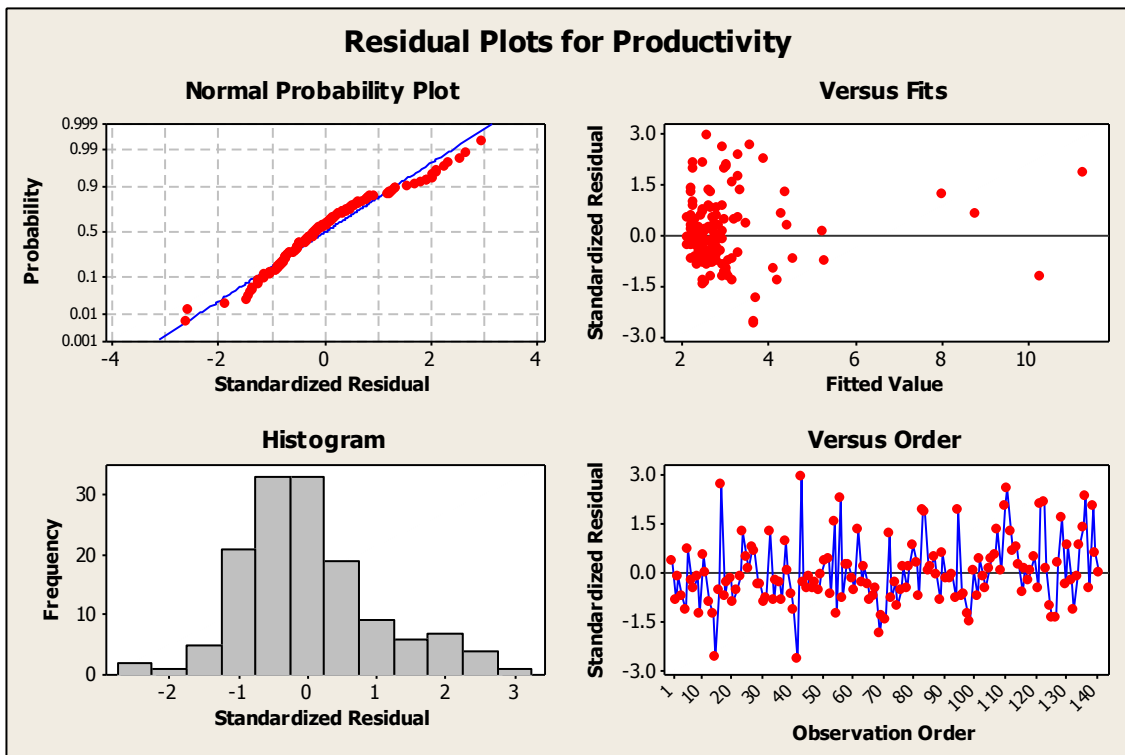 Residual Plots for Productivity
Normal Probability Plot
Probability
0.999
0.99
0.9
0.5
0.1
0.01
0.001
-4 -2 0 2 4
Standardized Residual
Versus Fits
Standardized Residual
3.0
1.5
0.0
-1.5
-3.0
2 4 6 8 10
Fitted Value
Histogram
Frequency
30
20
10
0
-2 -1 0 1 2 3
Standardized Residual
Versus Order
Standardized Residual
3.0
1.5
0.0
-1.5
-3.0
1 10 20 30 40 50 60 70 80 90 100 110 120 130 140
Observation Order